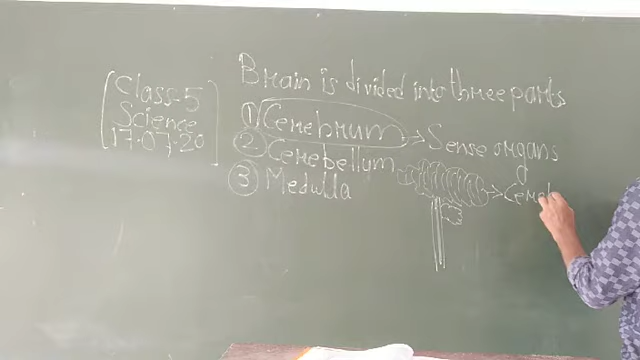 Class-5
Science
17.07.20
Brain is divided into three parts
① Cerebrum → Sense organs
② Cerebellum
③ Medulla
→ Cereb